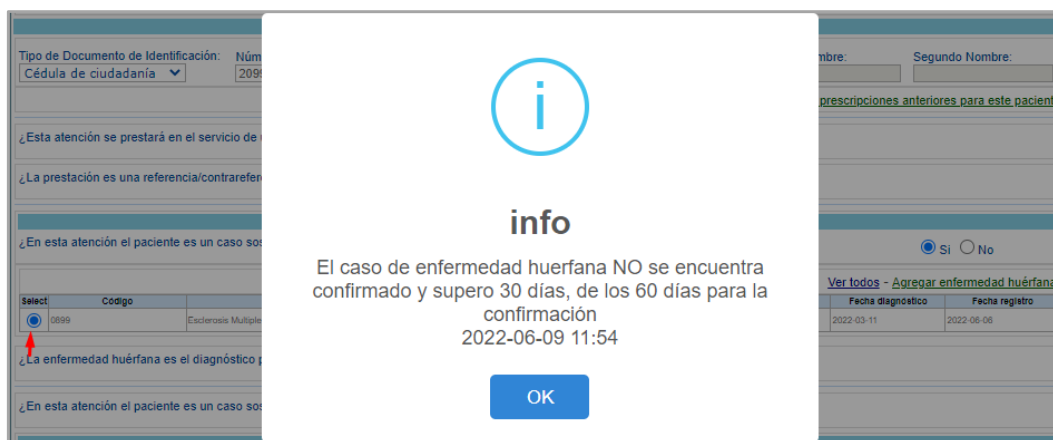 Tipo de Documento de Identificación: Núm mbre: Segundo Nombre:
Cédula de ciudadanía 209
prescripciones anteriores para este pacient
¿Esta atención se prestará en el servicio de
¿La prestación es una referencia/contrarefer
¿En esta atención el paciente es un caso sos Si No
Ver todos - Agregar enfermedad huérfana
Select Código Fecha diagnóstico Fecha registro
0899 Esclerosis Multiple 2022-03-11 2022-06-06
¿La enfermedad huérfana es el diagnóstico p
¿En esta atención el paciente es un caso sos
i
info
El caso de enfermedad huerfana NO se encuentra
confirmado y supero 30 días, de los 60 días para la
confirmación
2022-06-09 11:54
OK